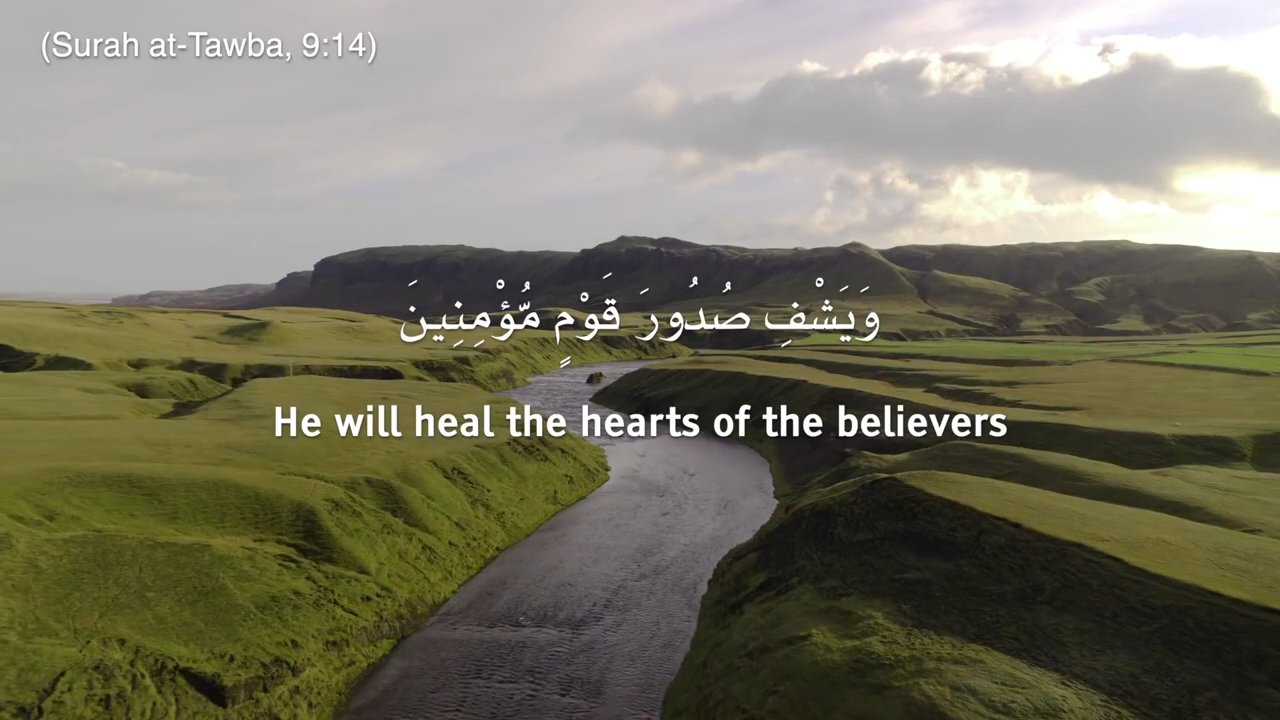 (Surah at-Tawba, 9:14)
وَيَشْفِ صُدُورَ قَوْمٍ مُّؤْمِنِينَ
He will heal the hearts of the believers